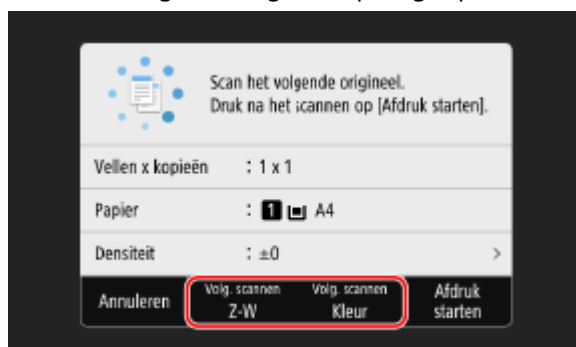 Scan het volgende origineel.
Druk na het scannen op [Afdruk starten].
Vellen x kopieën : 1 x 1
Papier : 1 A4
Densiteit : ±0 >
Annuleren
Volg. scannen Z-W
Volg. scannen Kleur
Afdruk starten